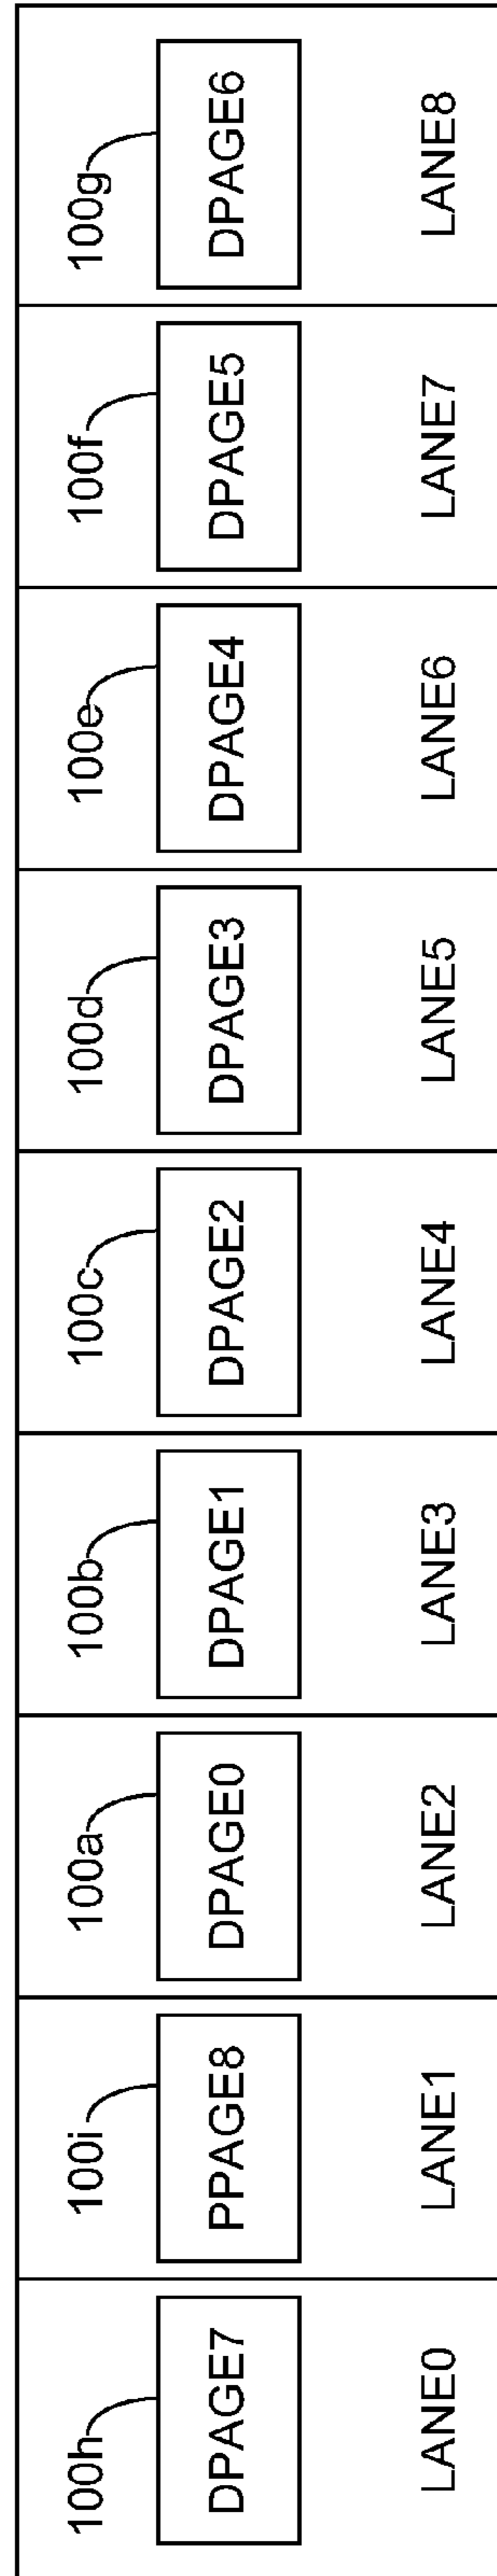 100h 100i 100a 100b 100c 100d 100e 100f 100g
DPAGE7 PPAGE8 DPAGE0 DPAGE1 DPAGE2 DPAGE3 DPAGE4 DPAGE5 DPAGE6
LANE0 LANE1 LANE2 LANE3 LANE4 LANE5 LANE6 LANE7 LANE8